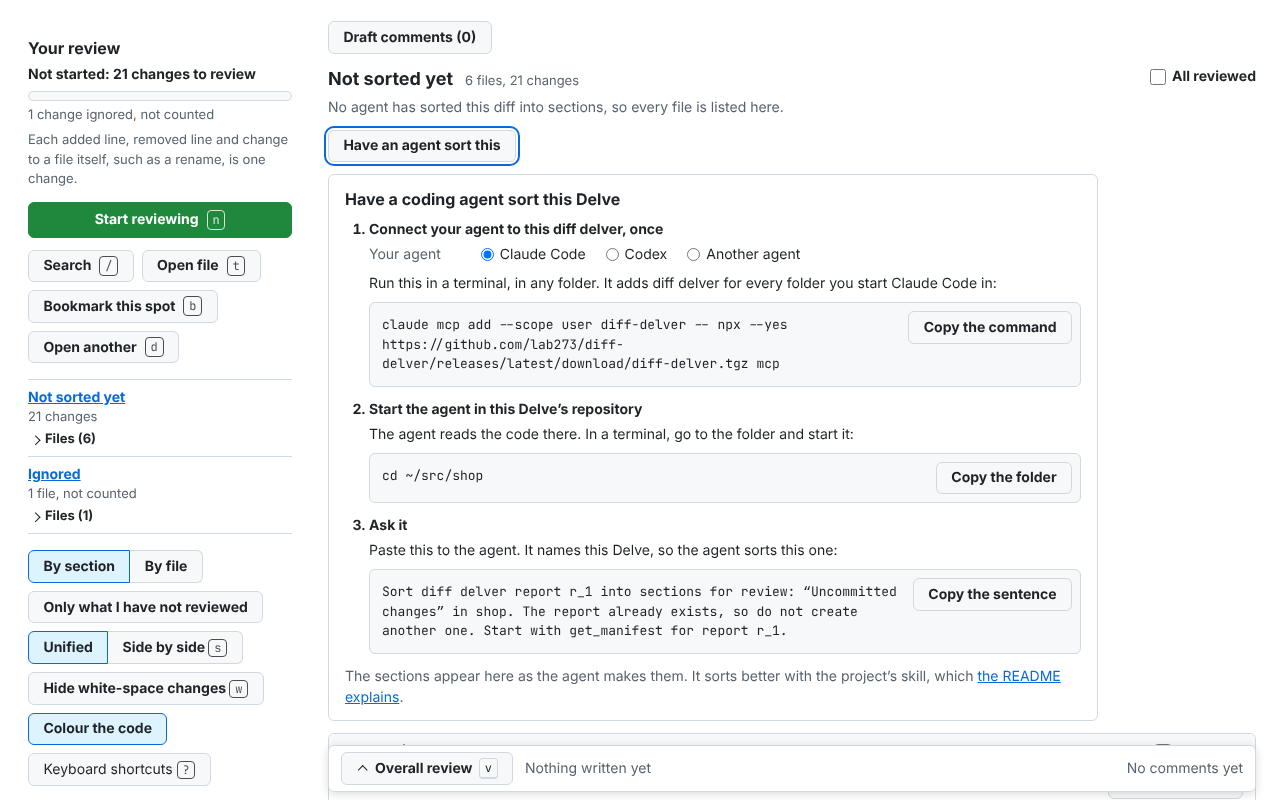 Your review
Not started: 21 changes to review
1 change ignored, not counted
Each added line, removed line and change
to a file itself, such as a rename, is one
change.
Start reviewing n
Search /
Open file t
Bookmark this spot b
Open another d
Not sorted yet
21 changes
Files (6)
Ignored
1 file, not counted
Files (1)
By section
By file
Only what I have not reviewed
Unified
Side by side s
Hide white-space changes w
Colour the code
Keyboard shortcuts ?
Draft comments (0)
Not sorted yet 6 files, 21 changes
All reviewed
No agent has sorted this diff into sections, so every file is listed here.
Have an agent sort this
Have a coding agent sort this Delve
1. Connect your agent to this diff delver, once
Your agent Claude Code Codex Another agent
Run this in a terminal, in any folder. It adds diff delver for every folder you start Claude Code in:
claude mcp add --scope user diff-delver -- npx --yes
https://github.com/lab273/diff-
delver/releases/latest/download/diff-delver.tgz mcp
Copy the command
2. Start the agent in this Delve’s repository
The agent reads the code there. In a terminal, go to the folder and start it:
cd ~/src/shop
Copy the folder
3. Ask it
Paste this to the agent. It names this Delve, so the agent sorts this one:
Sort diff delver report r_1 into sections for review: “Uncommitted
changes” in shop. The report already exists, so do not create
another one. Start with get_manifest for report r_1.
Copy the sentence
The sections appear here as the agent makes them. It sorts better with the project’s skill, which the README
explains.
Overall review v
Nothing written yet
No comments yet